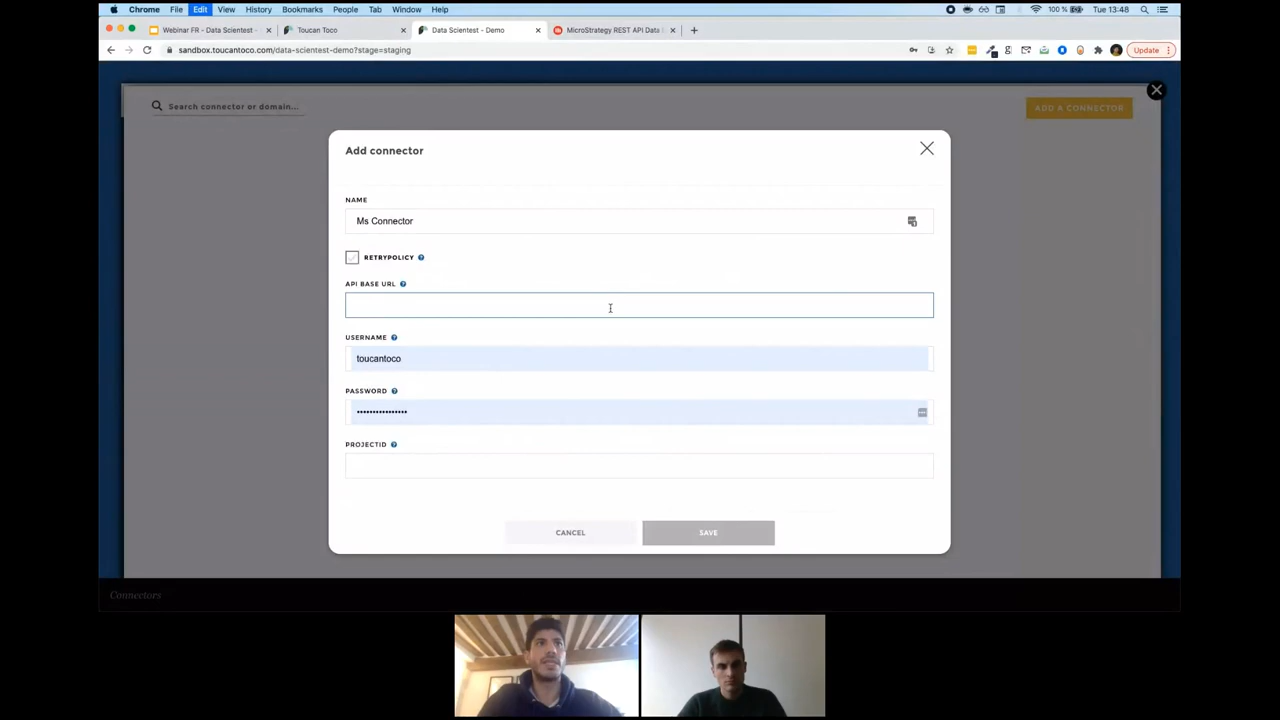 Chrome File Edit View History Bookmarks People Tab Window Help 100 % Tue 13:48
Webinar FR - Data Scientest - Toucan Toco Data Scientest - Demo MicroStrategy REST API Data
sandbox.toucantoco.com/data-scientest-demo?stage=staging Update
Search connector or domain... ADD A CONNECTOR
Add connector
NAME
Ms Connector
RETRYPOLICY
API BASE URL
USERNAME
toucantoco
PASSWORD
••••••••••••••••
PROJECTID
CANCEL SAVE
Connectors